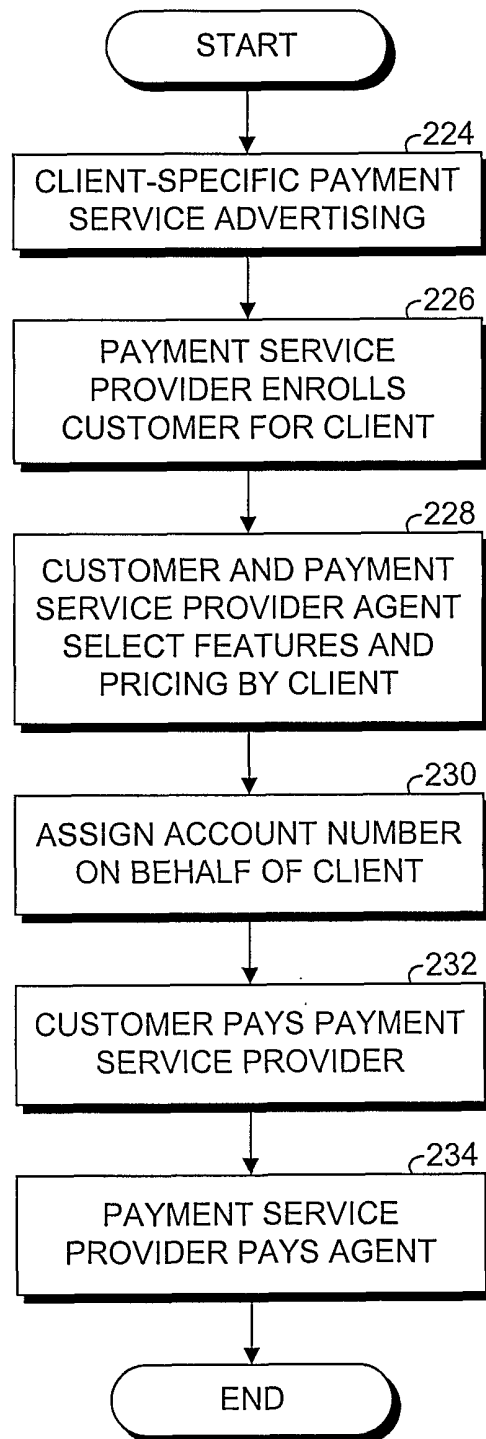 START
224
CLIENT-SPECIFIC PAYMENT
SERVICE ADVERTISING
226
PAYMENT SERVICE
PROVIDER ENROLLS
CUSTOMER FOR CLIENT
228
CUSTOMER AND PAYMENT
SERVICE PROVIDER AGENT
SELECT FEATURES AND
PRICING BY CLIENT
230
ASSIGN ACCOUNT NUMBER
ON BEHALF OF CLIENT
232
CUSTOMER PAYS PAYMENT
SERVICE PROVIDER
234
PAYMENT SERVICE
PROVIDER PAYS AGENT
END